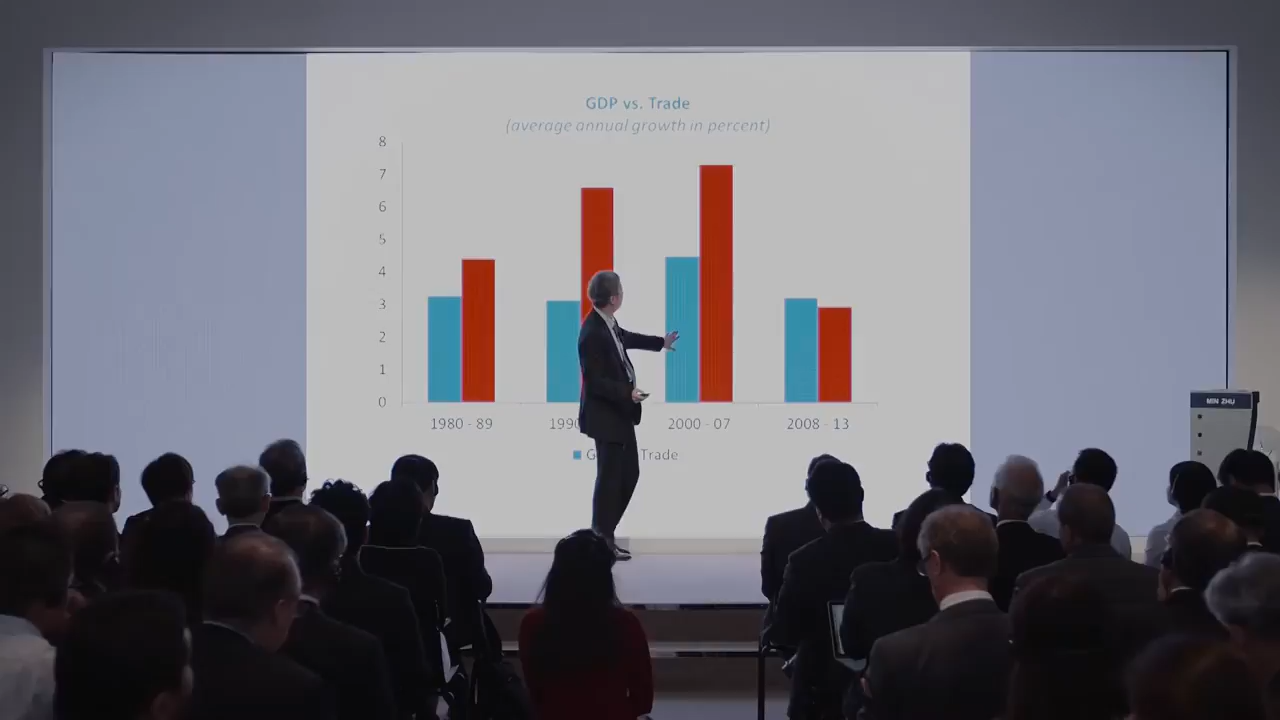 GDP vs. Trade
(average annual growth in percent)
8
7
6
5
4
3
2
1
0
1980 - 89
1990
2000 - 07
2008 - 13
G
Trade
MIN ZHU